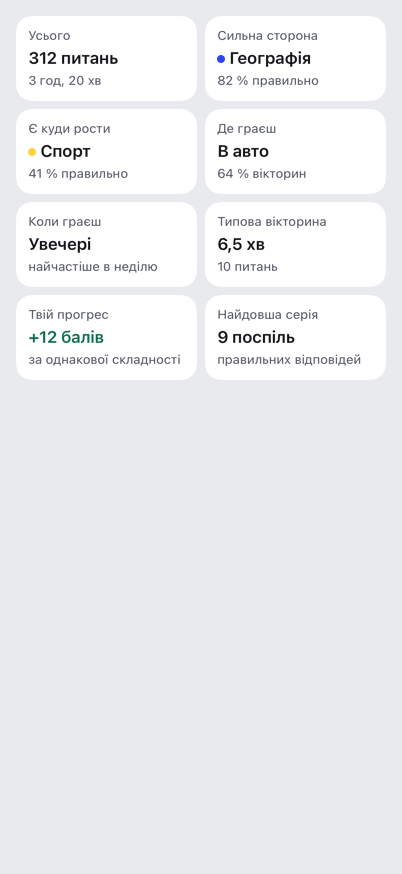 Усього
312 питань
3 год, 20 хв
Сильна сторона
Географія
82 % правильно
Є куди рости
Спорт
41 % правильно
Де граєш
В авто
64 % вікторин
Коли граєш
Увечері
найчастіше в неділю
Типова вікторина
6,5 хв
10 питань
Твій прогрес
+12 балів
за однакової складності
Найдовша серія
9 поспіль
правильних відповідей